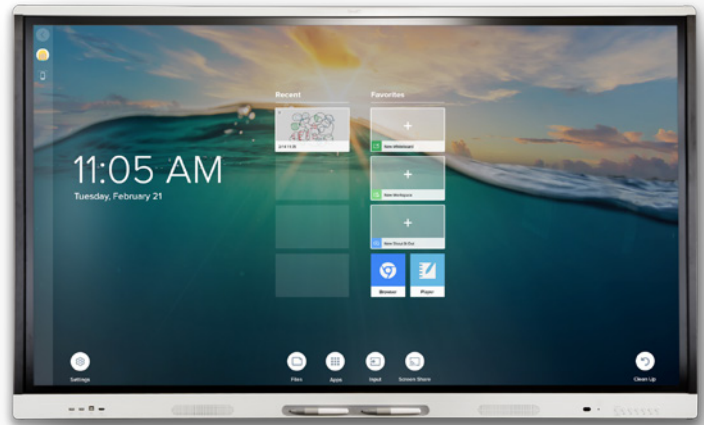 Recent
Favorites
New Whiteboard
11:05 AM
New Workspace
Tuesday, February 21
Browser
iPlayer
Settings
Files
Apps
Input
Screen Share
Clean Up